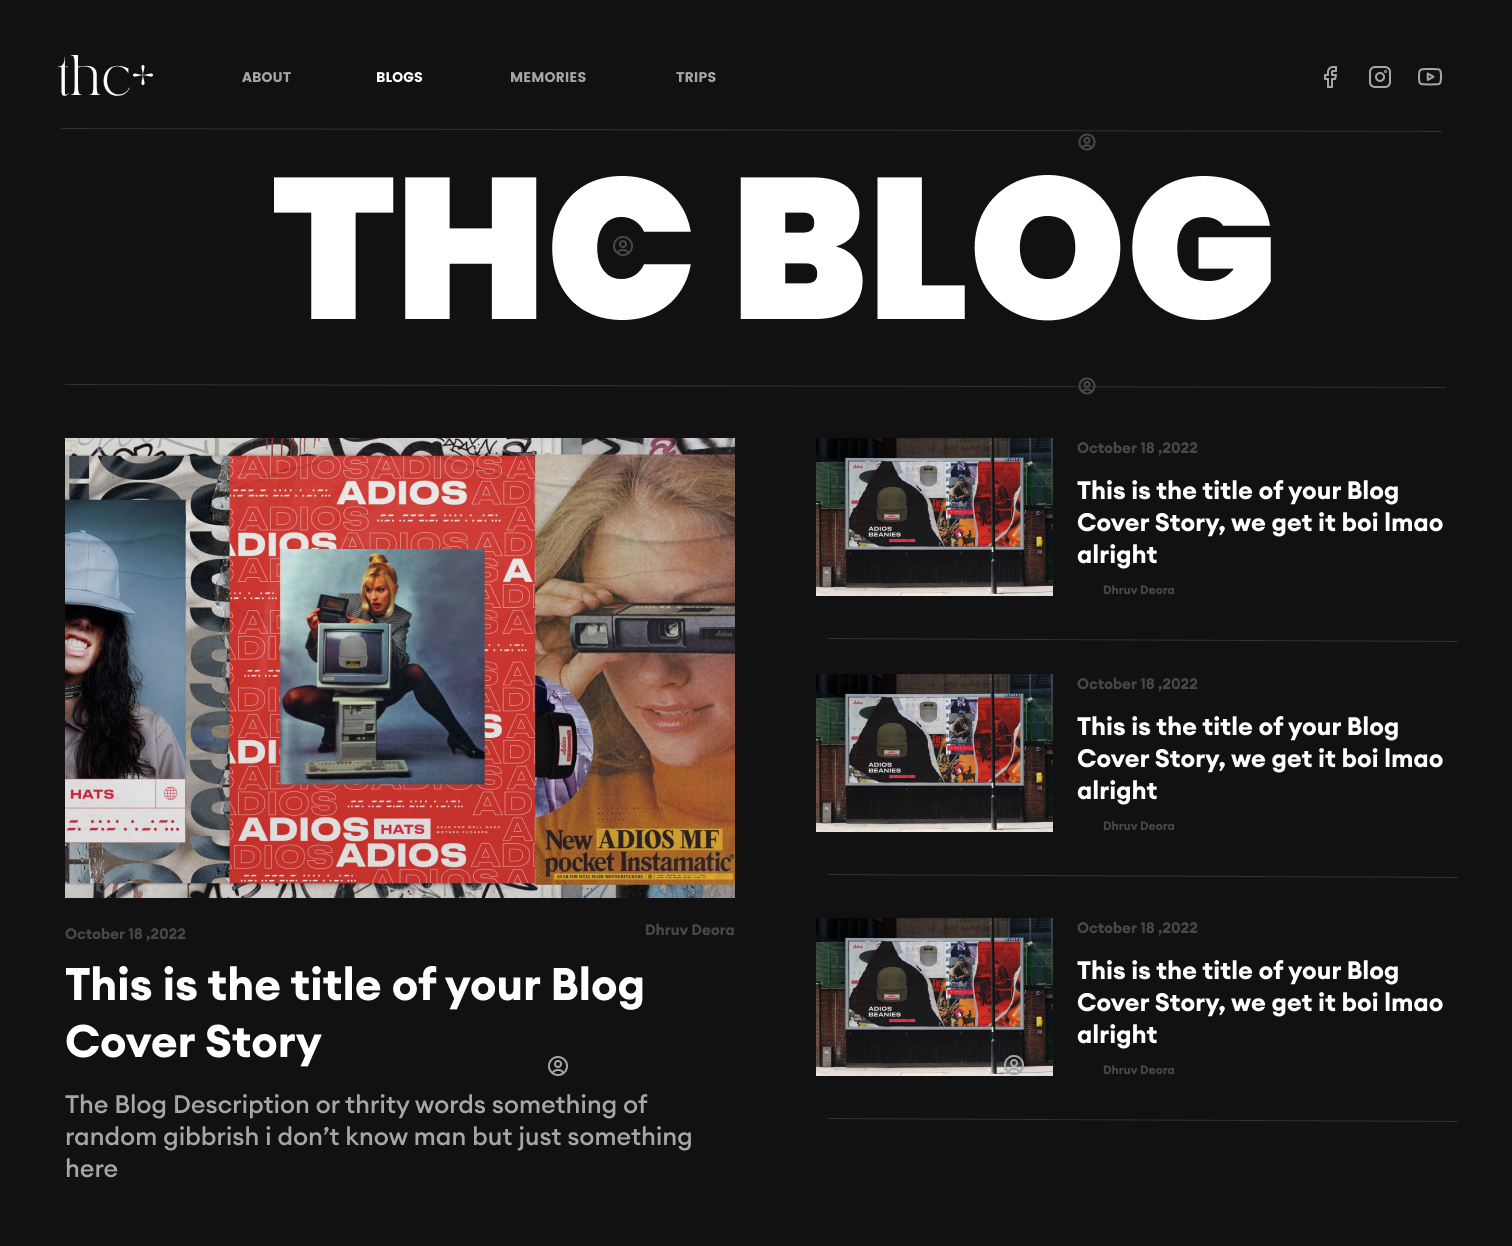 thc+
ABOUT
BLOGS
MEMORIES
TRIPS
THC BLOG
ADIOS
ADIOS
HATS
ADIOS HATS
ADIOS
New ADIOS MF
pocket Instamatic
October 18 ,2022
Dhruv Deora
This is the title of your Blog
Cover Story
The Blog Description or thrity words something of
random gibbrish i don’t know man but just something
here
October 18 ,2022
This is the title of your Blog
Cover Story, we get it boi lmao
alright
Dhruv Deora
ADIOS
BEANIES
October 18 ,2022
This is the title of your Blog
Cover Story, we get it boi lmao
alright
Dhruv Deora
ADIOS
BEANIES
October 18 ,2022
This is the title of your Blog
Cover Story, we get it boi lmao
alright
Dhruv Deora
ADIOS
BEANIES